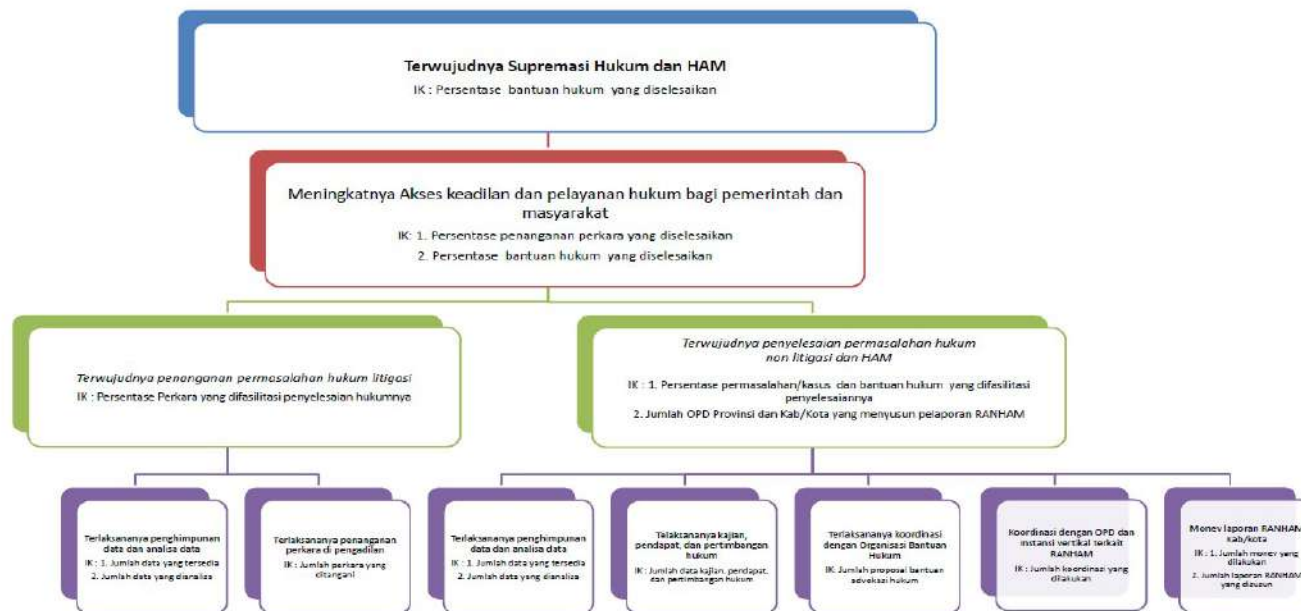 Terwujudnya Supremasi Hukum dan HAM
IK : Persentase bantuan hukum yang diselesaikan
Meningkatnya Akses keadilan dan pelayanan hukum bagi pemerintah dan
masyarakat
IK: 1. Persentase penanganan perkara yang diselesaikan
2. Persentase bantuan hukum yang diselesaikan
Terwujudnya penanganan permasalahan hukum litigasi
IK : Persentase Perkara yang difasilitasi penyelesaian hukumnya
Terwujudnya penyelesaian permasalahan hukum
non litigasi dan HAM
IK : 1. Persentase permasalahan/kasus dan bantuan hukum yang difasilitasi
penyelesaiannya
2. Jumlah OPD Provinsi dan Kab/Kota yang menyusun pelaporan RANHAM
Terlaksananya penghimpunan
data dan analisa data
IK : 1. Jumlah data yang tersedia
2. Jumlah data yang dianaliza
Terlaksananya penanganan
perkara di pengadilan
IK : Jumlah perkara yang
ditangani
Terlaksananya penghimpunan
data dan analisa data
IK : 1. Jumlah data yang tersedia
2. Jumlah data yang dianaliza
Telaksananya kajian,
pendapat, dan pertimbangan
hukum
IK: Jumlah data kajian, pendapat,
dan pertimbangan hukum
Terlaksananya koordinasi
dengan Organisasi Bantuan
Hukum
IK: Jumlah proposal bantuan
advokasi hukum
Koordinasi dengan OPD dan
instansi vertikal terkait
RANHAM
IK : Jumlah koordinasi yang
dilakukan
Monev laporan RANHAM
Kab/kota
IK : 1. Jumlah monev yang
dilakukan
2. Jumlah laporan RANHAM
yang disusun